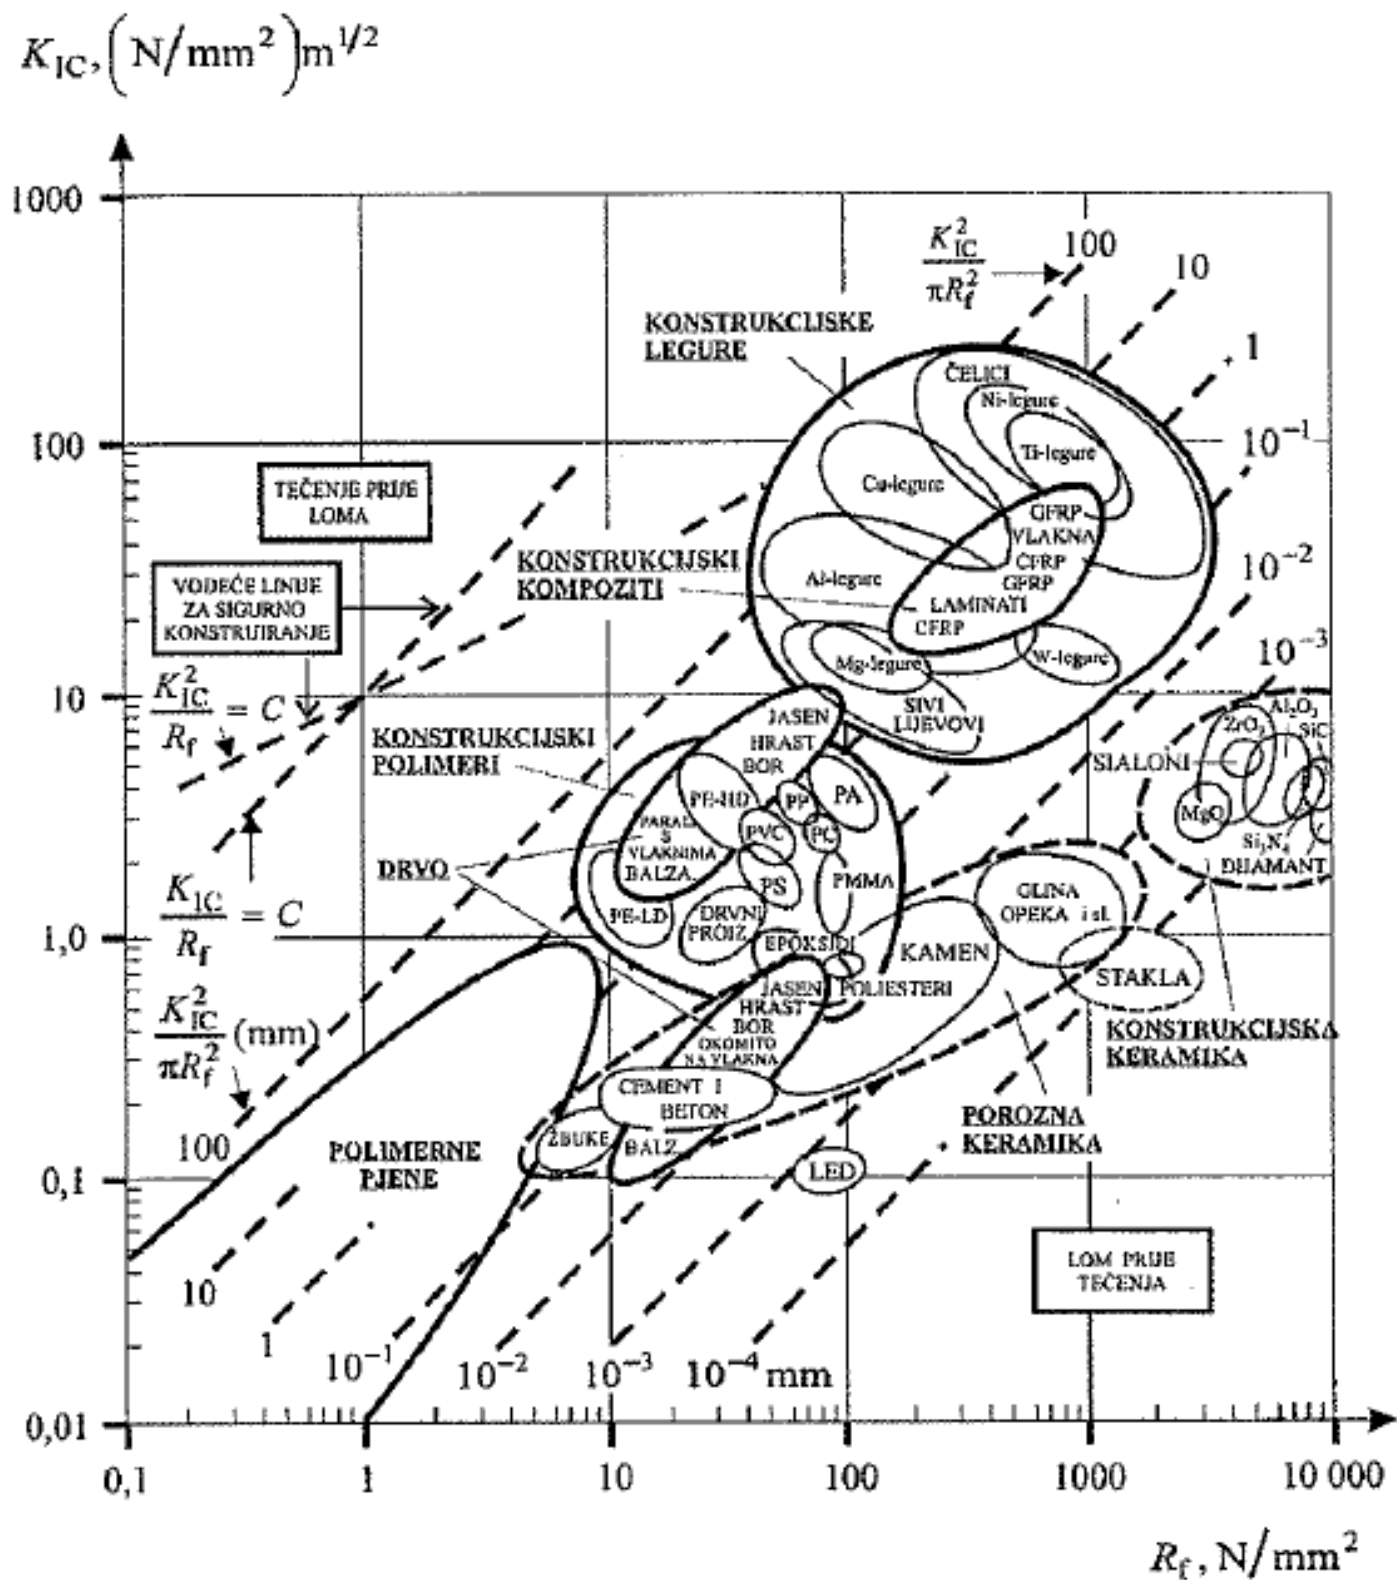 K_IC, (N/mm²)m^1/2
1000
100
10
1,0
0,1
0,01
0,1
1
10
100
1000
10 000
R_f, N/mm²
K²_IC / πR²_f
100
10
1
10⁻¹
10⁻²
10⁻³
KONSTRUKCIJSKE
LEGURE
ČELICI
Ni-legure
Ti-legure
Cu-legure
GFRP
VLAKNA
CFRP
GFRP
LAMINATI
CFRP
Al-legure
Mg-legure
W-legure
SIVI
LIJEVOVI
TEČENJE PRIJE
LOMA
VODEĆE LINIJE
ZA SIGURNO
KONSTRUIRANJE
KONSTRUKCIJSKI
KOMPOZITI
K²_IC / R_f = C
K_IC / R_f = C
K²_IC / πR²_f (mm)
KONSTRUKCIJSKI
POLIMERI
DRVO
JASEN
HRAST
BOR
PE-HD
PP
PA
PVC
PC
PARAL.
S
VLAKNIMA
BALZA
PS
PMMA
PE-LD
DRVNI
PROIZ.
EPOKSIDI
POLIESTERI
KAMEN
JASEN
HRAST
BOR
OKOMITO
NA VLAKNA
CEMENT I
BETON
ŽBUKE
BALZ
LED
GLINA
OPEKA i sl.
STAKLA
Al₂O₃
ZrO₂
SiC
SIALONI
MgO
Si₃N₄
DIJAMANT
KONSTRUKCIJSKA
KERAMIKA
POROZNA
KERAMIKA
POLIMERNE
PJENE
LOM PRIJE
TEČENJA
100
10
1
10⁻¹
10⁻²
10⁻³
10⁻⁴ mm